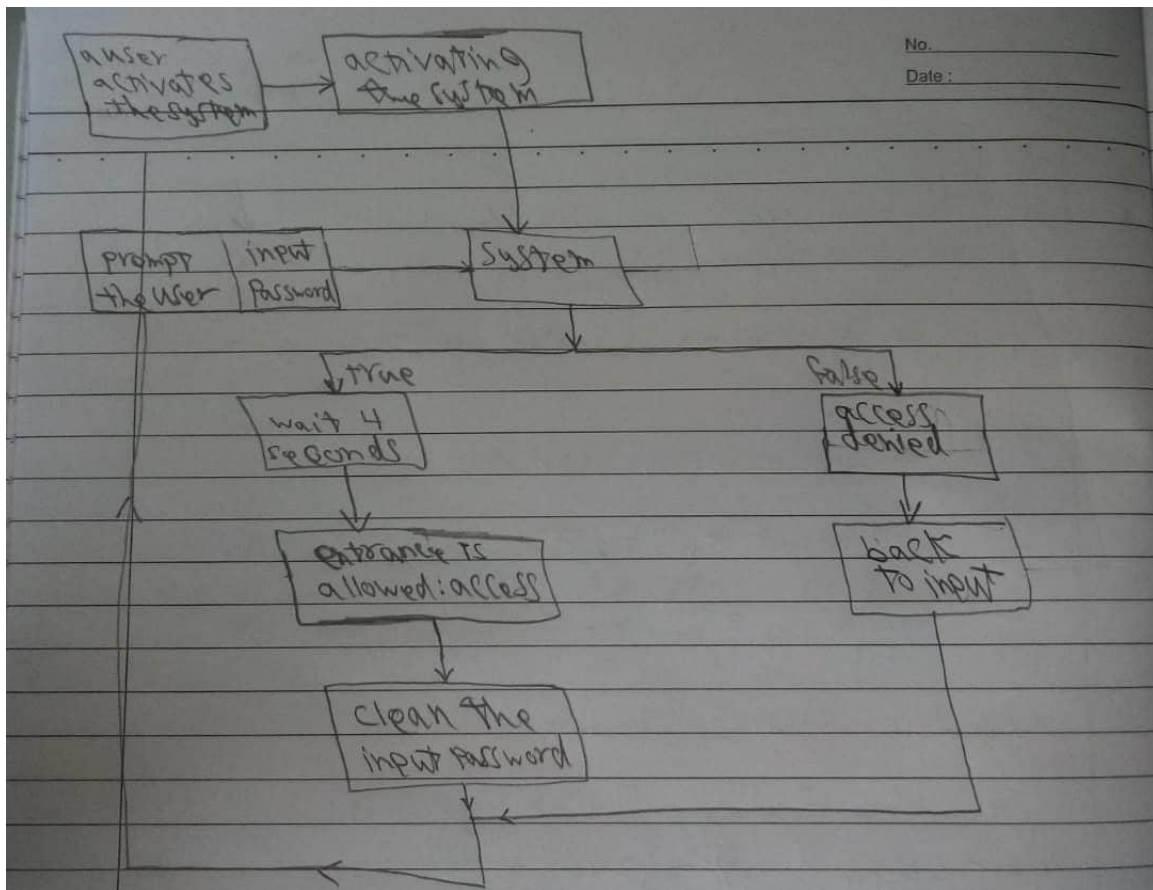 No.
Date :
a user
activates
the system
activating
the system
prompt
the user
input
password
system
true
false
wait 4
seconds
access
denied
entrance is
allowed: access
back
to input
clean the
input password